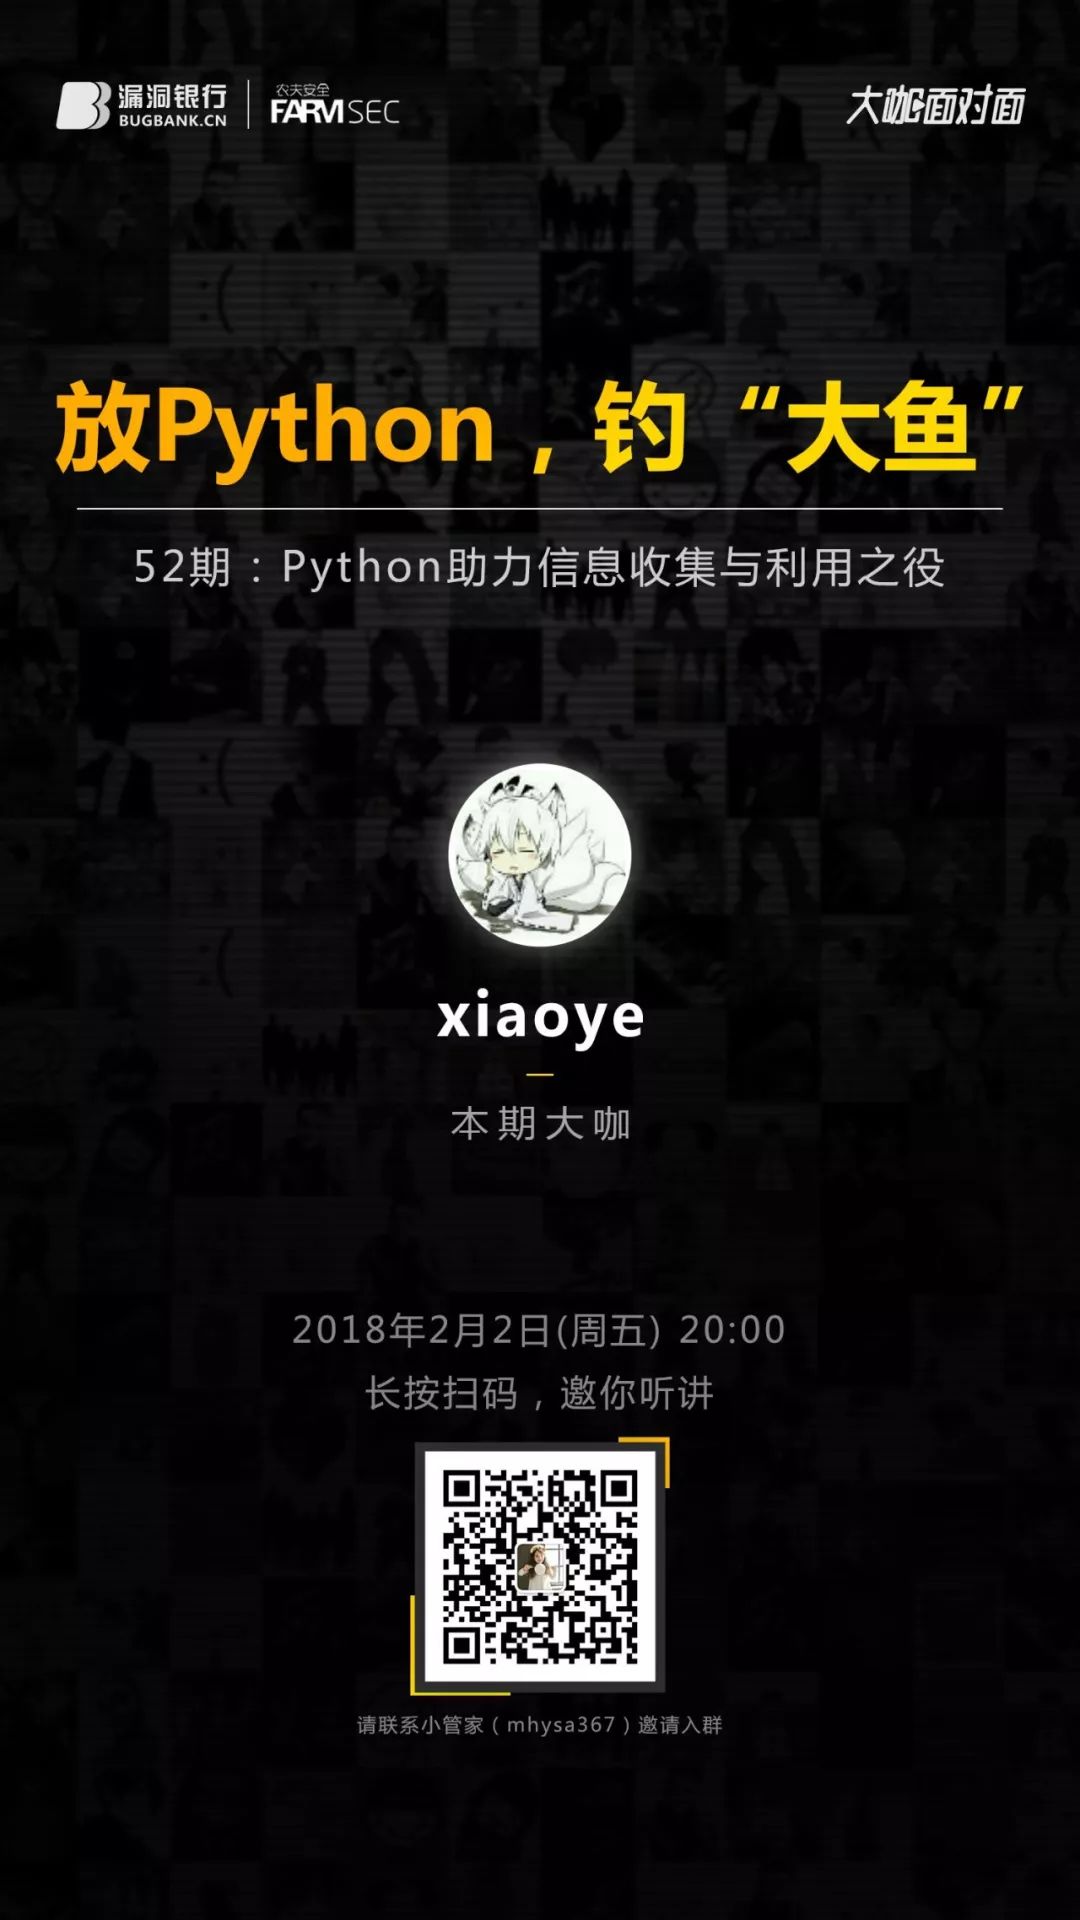 漏洞银行
BUGBANK.CN
农夫安全
FARMSEC
大咖面对面
放Python，钓“大鱼”
52期：Python助力信息收集与利用之役
xiaoye
本期大咖
2018年2月2日(周五) 20:00
长按扫码，邀你听讲
请联系小管家（mhysa367）邀请入群